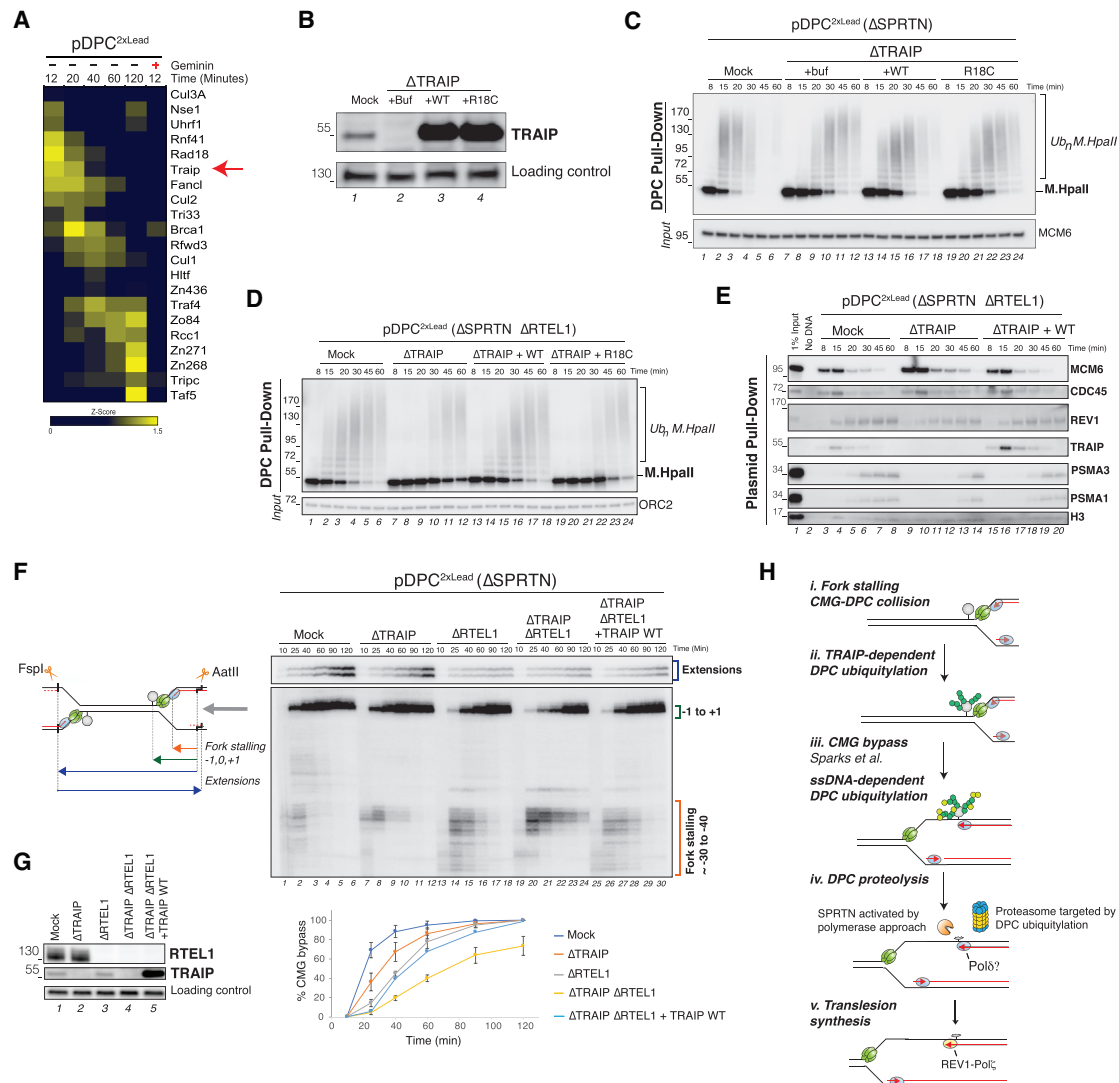 A
pDPC2xLead
− − − − − + Geminin
12 20 40 60 120 12 Time (Minutes)
Cul3A
Nse1
Uhrf1
Rnf41
Rad18
Traip
Fancl
Cul2
Tri33
Brca1
Rfwd3
Cul1
Hltf
Zn436
Traf4
Zo84
Rcc1
Zn271
Zn268
Tripc
Taf5
Z-Score
0 1.5
B
ΔTRAIP
Mock +Buf +WT +R18C
55 TRAIP
130 Loading control
1 2 3 4
C
pDPC2xLead (ΔSPRTN)
ΔTRAIP
Mock +buf +WT R18C
8 15 20 30 45 60 8 15 20 30 45 60 8 15 20 30 45 60 8 15 20 30 45 60 Time (min)
DPC Pull-Down
170
130
95
72
55
Ubn M.HpaII
M.HpaII
Input
95 MCM6
1 2 3 4 5 6 7 8 9 10 11 12 13 14 15 16 17 18 19 20 21 22 23 24
D
pDPC2xLead (ΔSPRTN ΔRTEL1)
Mock ΔTRAIP ΔTRAIP + WT ΔTRAIP + R18C
8 15 20 30 45 60 8 15 20 30 45 60 8 15 20 30 45 60 8 15 20 30 45 60 Time (min)
DPC Pull-Down
170
130
95
72
55
Ubn M.HpaII
M.HpaII
Input
72 ORC2
1 2 3 4 5 6 7 8 9 10 11 12 13 14 15 16 17 18 19 20 21 22 23 24
E
pDPC2xLead (ΔSPRTN ΔRTEL1)
1% Input
No DNA
Mock ΔTRAIP ΔTRAIP + WT
8 15 20 30 45 60 8 15 20 30 45 60 8 15 20 30 45 60 Time (min)
Plasmid Pull-Down
95 MCM6
72 CDC45
170
REV1
55 TRAIP
34 PSMA3
34 PSMA1
17 H3
1 2 3 4 5 6 7 8 9 10 11 12 13 14 15 16 17 18 19 20
F
FspI
AatII
Fork stalling
-1,0,+1
Extensions
pDPC2xLead (ΔSPRTN)
Mock ΔTRAIP ΔRTEL1 ΔTRAIP ΔRTEL1 ΔTRAIP ΔRTEL1 +TRAIP WT
10 25 40 60 90 120 10 25 40 60 90 120 10 25 40 60 90 120 10 25 40 60 90 120 10 25 40 60 90 120 Time (Min)
Extensions
-1 to +1
Fork stalling
~ -30 to -40
1 2 3 4 5 6 7 8 9 10 11 12 13 14 15 16 17 18 19 20 21 22 23 24 25 26 27 28 29 30
% CMG bypass
100
80
60
40
20
0
0 20 40 60 80 100 120
Time (min)
Mock
ΔTRAIP
ΔRTEL1
ΔTRAIP ΔRTEL1
ΔTRAIP ΔRTEL1 + TRAIP WT
G
Mock
ΔTRAIP
ΔRTEL1
ΔTRAIP ΔRTEL1
ΔTRAIP ΔRTEL1
+TRAIP WT
130 RTEL1
55 TRAIP
Loading control
1 2 3 4 5
H
i. Fork stalling
CMG-DPC collision
ii. TRAIP-dependent
DPC ubiquitylation
iii. CMG bypass
Sparks et al.
ssDNA-dependent
DPC ubiquitylation
iv. DPC proteolysis
SPRTN activated by
polymerase approach
Proteasome targeted by
DPC ubiquitylation
Polδ?
v. Translesion
synthesis
REV1-Polζ